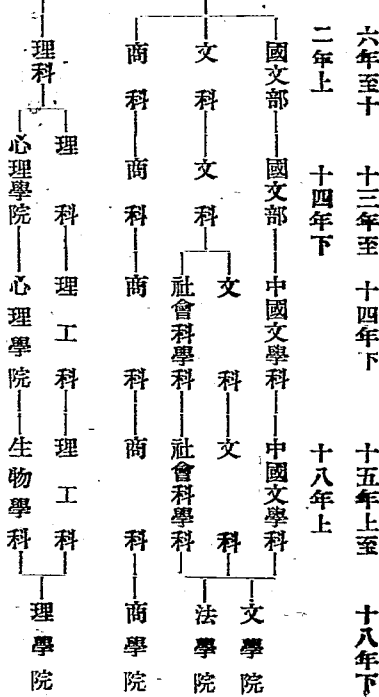 六年至十
二年上
國文部
文科
商科
理科
十三年至
十四年下
國文部
文科
商科
理科
心理學院
十四年下
中國文學科
文科
社會科學科
商科
理工科
心理學院
十五年上至
十八年上
中國文學科
文科
社會科學科
商科
理工科
生物學科
十八年下
文學院
法學院
商學院
理學院